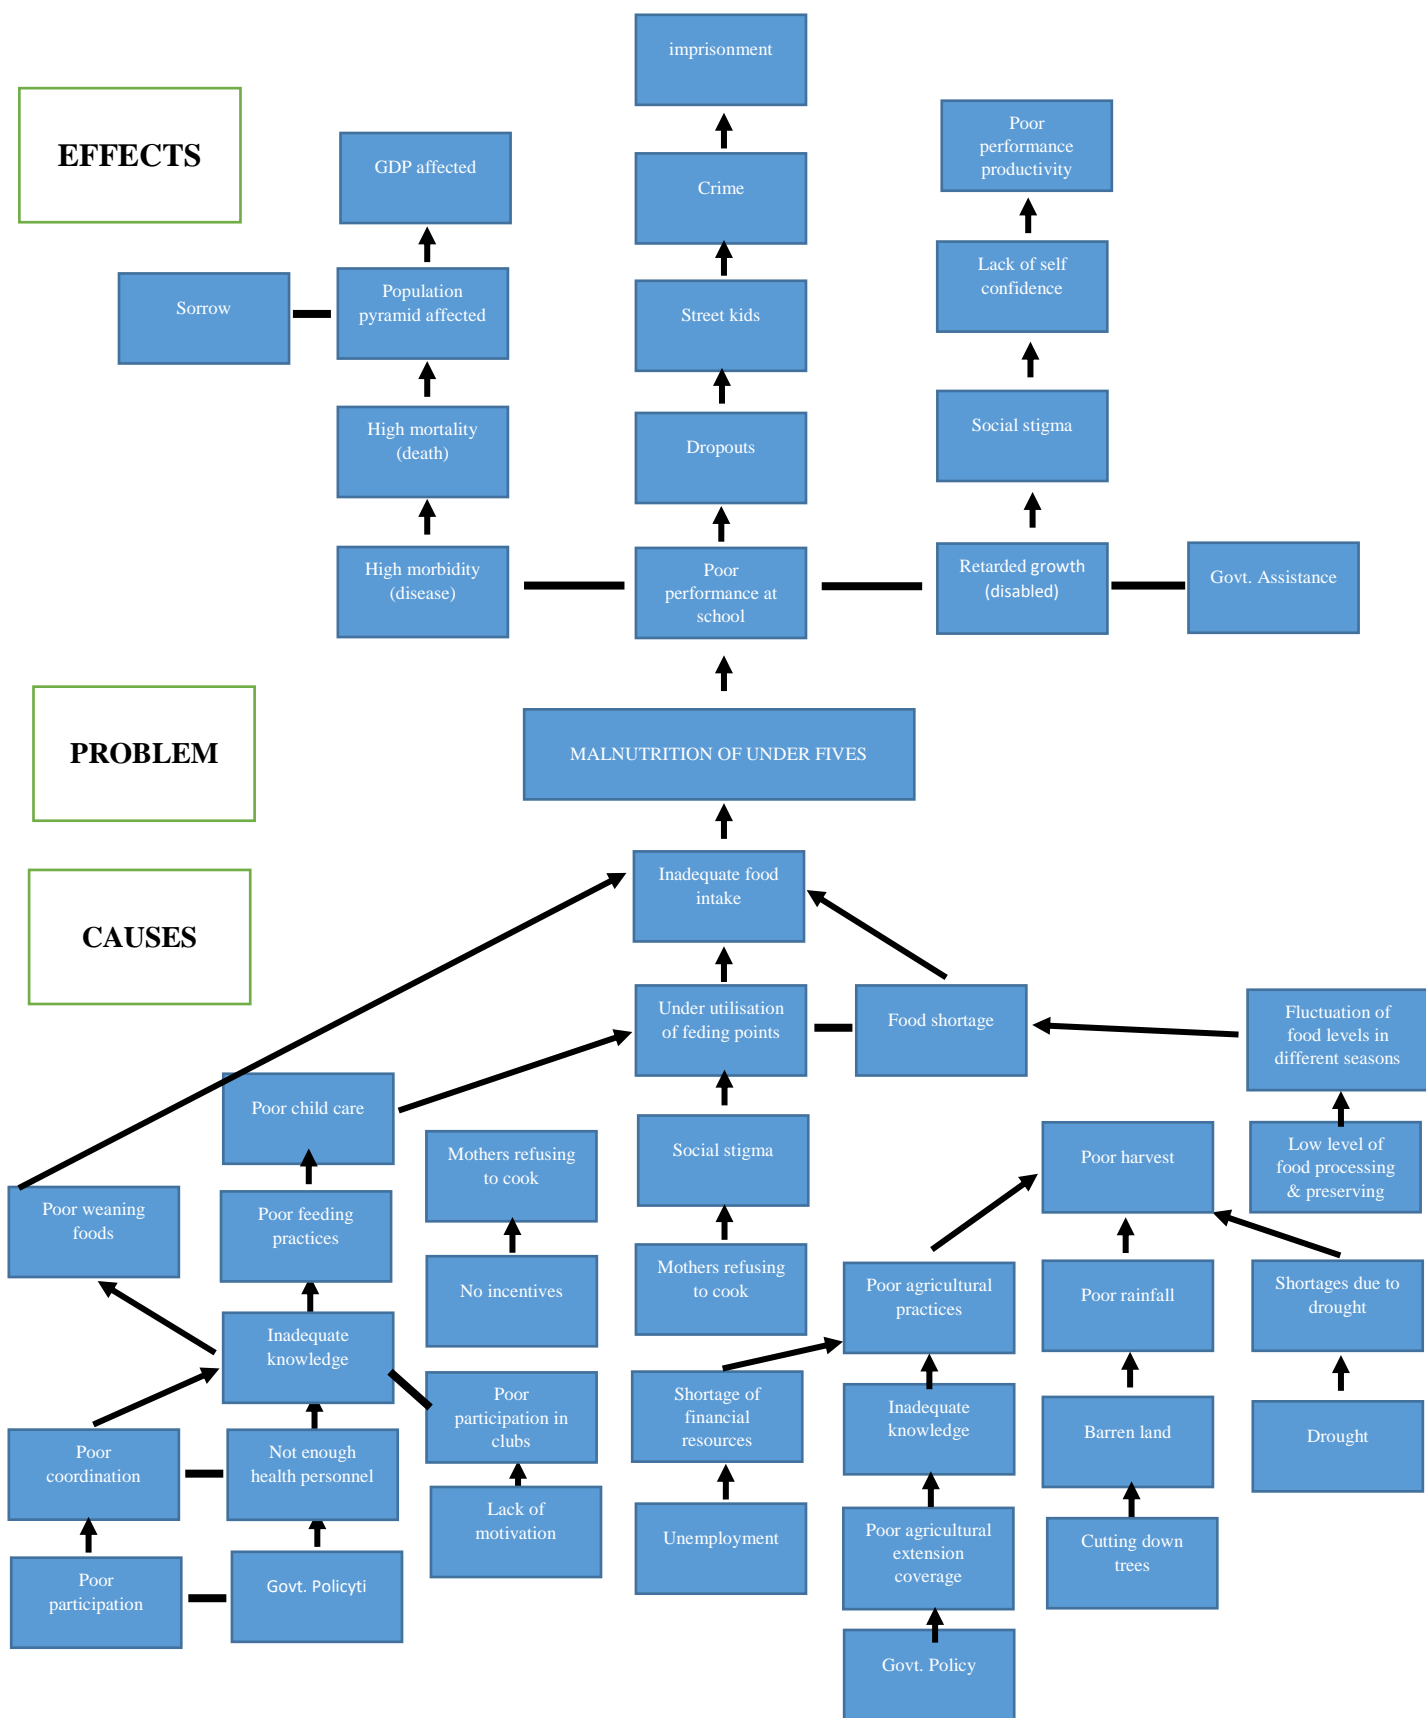 imprisonment
EFFECTS
Poor
performance
productivity
GDP affected
Crime
Lack of self
confidence
Sorrow
Population
pyramid affected
Street kids
High mortality
(death)
Dropouts
Social stigma
High morbidity
(disease)
Poor
performance at
school
Retarded growth
(disabled)
Govt. Assistance
PROBLEM
MALNUTRITION OF UNDER FIVES
CAUSES
Inadequate food
intake
Under utilisation
of feding points
Food shortage
Fluctuation of
food levels in
different seasons
Poor child care
Mothers refusing
to cook
Social stigma
Poor harvest
Low level of
food processing
& preserving
Poor weaning
foods
Poor feeding
practices
No incentives
Mothers refusing
to cook
Poor agricultural
practices
Poor rainfall
Shortages due to
drought
Inadequate
knowledge
Poor
participation in
clubs
Shortage of
financial
resources
Inadequate
knowledge
Barren land
Drought
Poor
coordination
Not enough
health personnel
Lack of
motivation
Unemployment
Poor agricultural
extension
coverage
Cutting down
trees
Poor
participation
Govt. Policyti
Govt. Policy